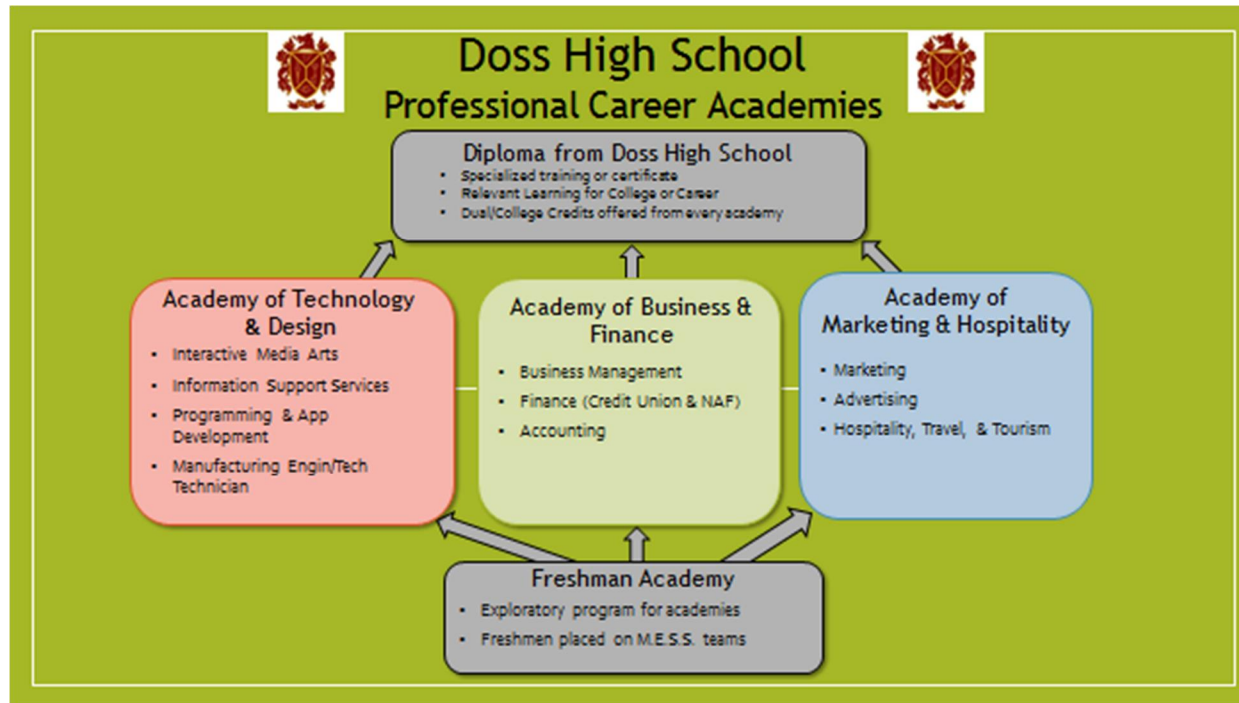 Doss High School
Professional Career Academies
Diploma from Doss High School
• Specialized training or certificate
• Relevant Learning for College or Career
• Dual/College Credits offered from every academy
Academy of Technology
& Design
• Interactive Media Arts
• Information Support Services
• Programming & App
Development
• Manufacturing Engin/Tech
Technician
Academy of Business &
Finance
• Business Management
• Finance (Credit Union & NAF)
• Accounting
Academy of
Marketing & Hospitality
• Marketing
• Advertising
• Hospitality, Travel, & Tourism
Freshman Academy
• Exploratory program for academies
• Freshmen placed on M.E.S.S. teams